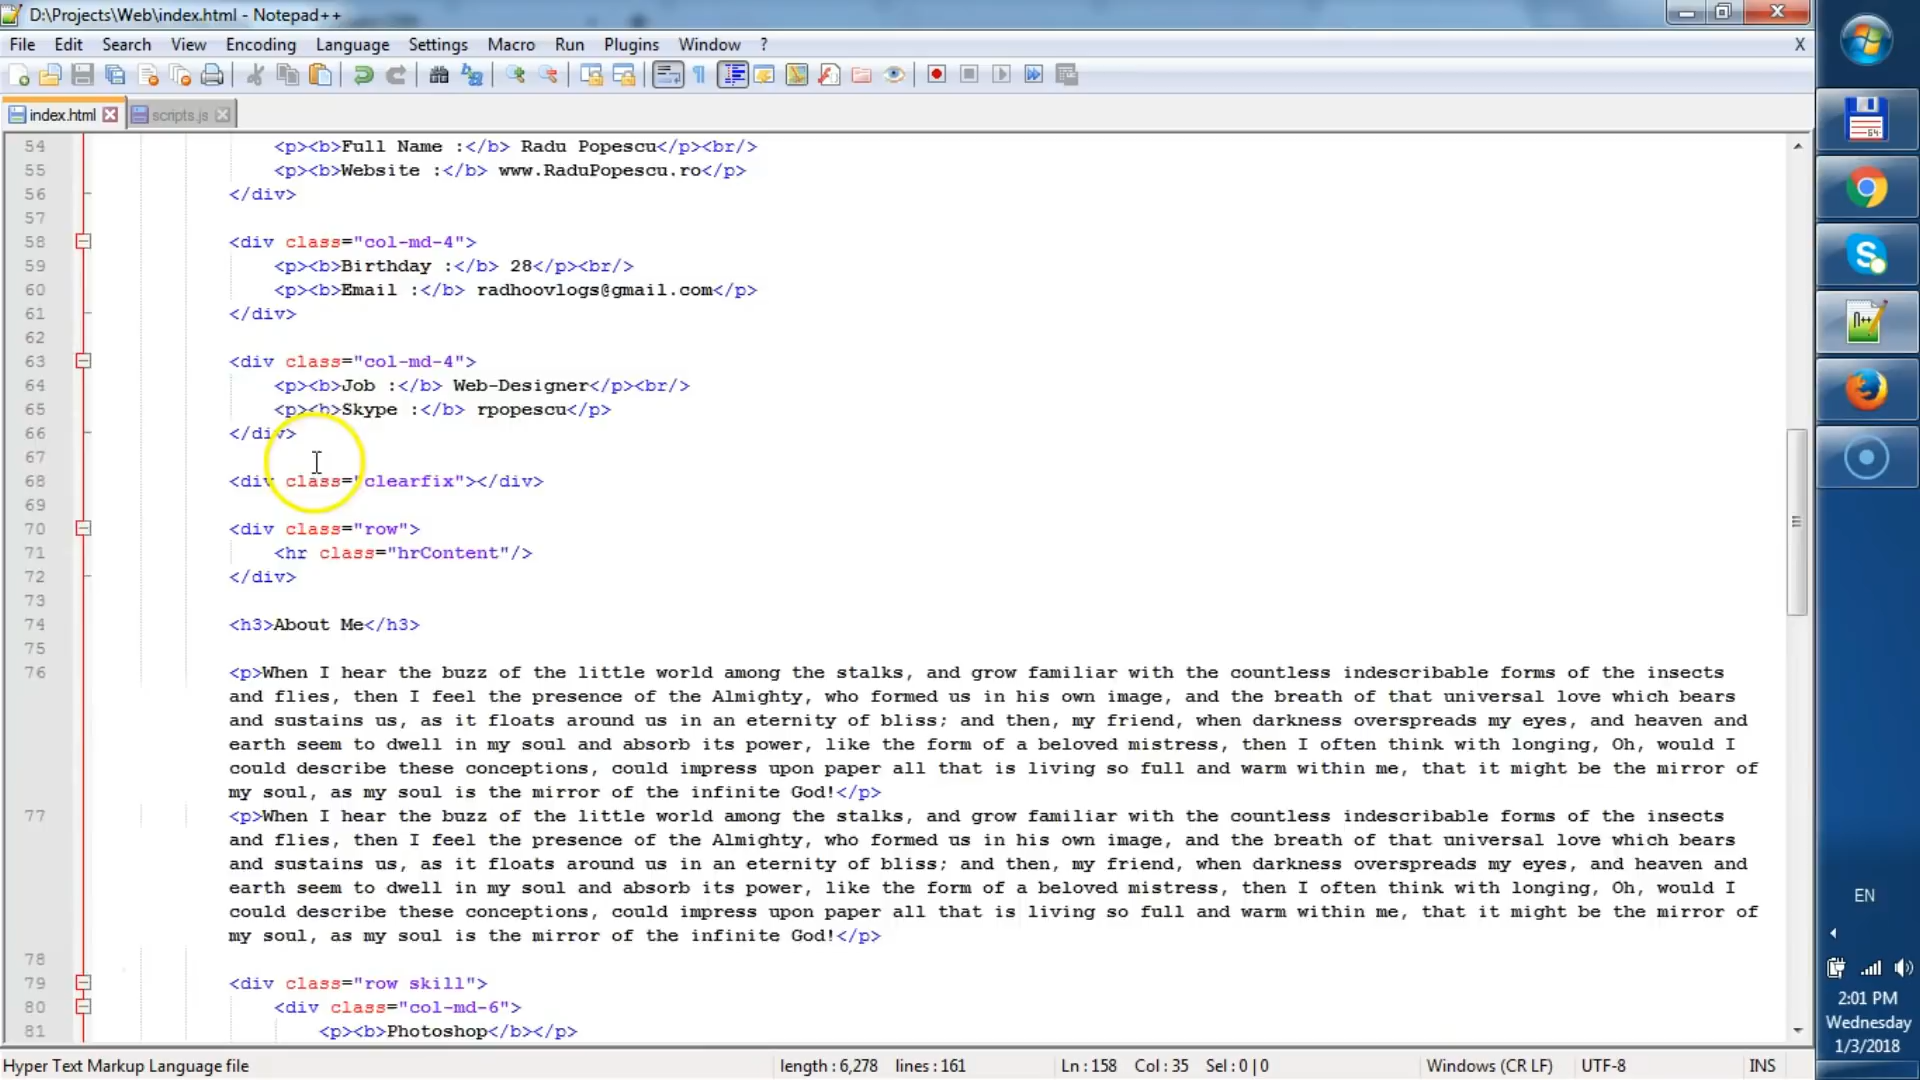 D:\Projects\Web\index.html - Notepad++
File Edit Search View Encoding Language Settings Macro Run Plugins Window ? X
index.html scripts.js
54 <p><b>Full Name :</b> Radu Popescu</p><br/>
55 <p><b>Website :</b> www.RaduPopescu.ro</p>
56 </div>
57
58 <div class="col-md-4">
59 <p><b>Birthday :</b> 28</p><br/>
60 <p><b>Email :</b> radhoovlogs@gmail.com</p>
61 </div>
62
63 <div class="col-md-4">
64 <p><b>Job :</b> Web-Designer</p><br/>
65 <p><b>Skype :</b> rpopescu</p>
66 </div>
67
68 <div class="clearfix"></div>
69
70 <div class="row">
71 <hr class="hrContent"/>
72 </div>
73
74 <h3>About Me</h3>
75
76 <p>When I hear the buzz of the little world among the stalks, and grow familiar with the countless indescribable forms of the insects
and flies, then I feel the presence of the Almighty, who formed us in his own image, and the breath of that universal love which bears
and sustains us, as it floats around us in an eternity of bliss; and then, my friend, when darkness overspreads my eyes, and heaven and
earth seem to dwell in my soul and absorb its power, like the form of a beloved mistress, then I often think with longing, Oh, would I
could describe these conceptions, could impress upon paper all that is living so full and warm within me, that it might be the mirror of
my soul, as my soul is the mirror of the infinite God!</p>
77 <p>When I hear the buzz of the little world among the stalks, and grow familiar with the countless indescribable forms of the insects
and flies, then I feel the presence of the Almighty, who formed us in his own image, and the breath of that universal love which bears
and sustains us, as it floats around us in an eternity of bliss; and then, my friend, when darkness overspreads my eyes, and heaven and
earth seem to dwell in my soul and absorb its power, like the form of a beloved mistress, then I often think with longing, Oh, would I
could describe these conceptions, could impress upon paper all that is living so full and warm within me, that it might be the mirror of
my soul, as my soul is the mirror of the infinite God!</p>
78
79 <div class="row skill">
80 <div class="col-md-6">
81 <p><b>Photoshop</b></p>
Hyper Text Markup Language file length : 6,278 lines : 161 Ln : 158 Col : 35 Sel : 0 | 0 Windows (CR LF) UTF-8 INS
64
S
n++
EN
2:01 PM
Wednesday
1/3/2018